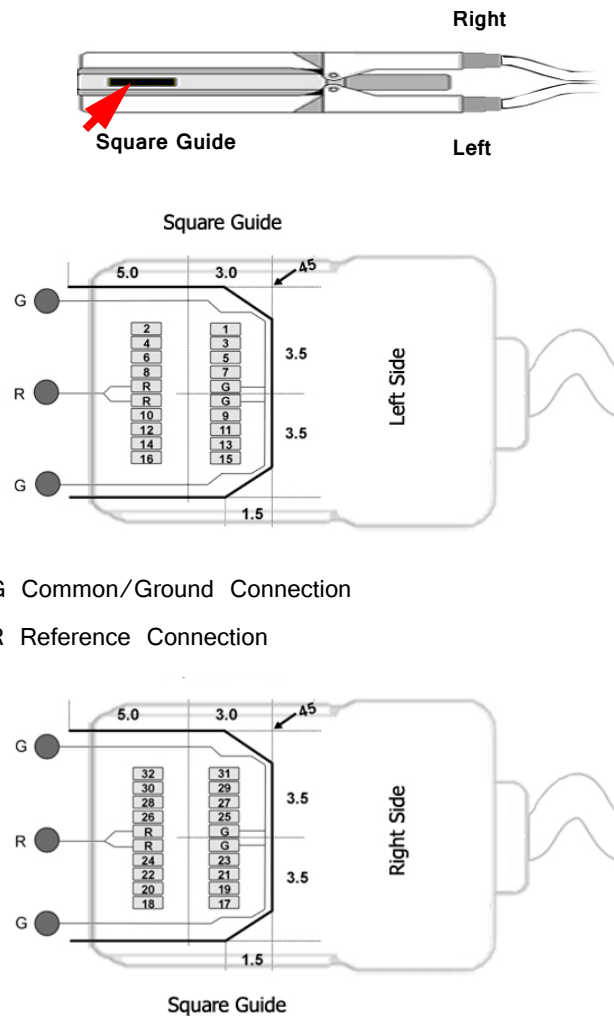 Right
Square Guide
Left
Square Guide
5.0 3.0 45
G
2 1
4 3
6 5 3.5
8 7
R R G
R G
10 9
12 11 3.5
14 13
16 15
G
1.5
Left Side
G Common/Ground Connection
R Reference Connection
5.0 3.0 45
G
32 31
30 29
28 27 3.5
26 25
R R G
R G
24 23
22 21 3.5
20 19
18 17
G
1.5
Right Side
Square Guide